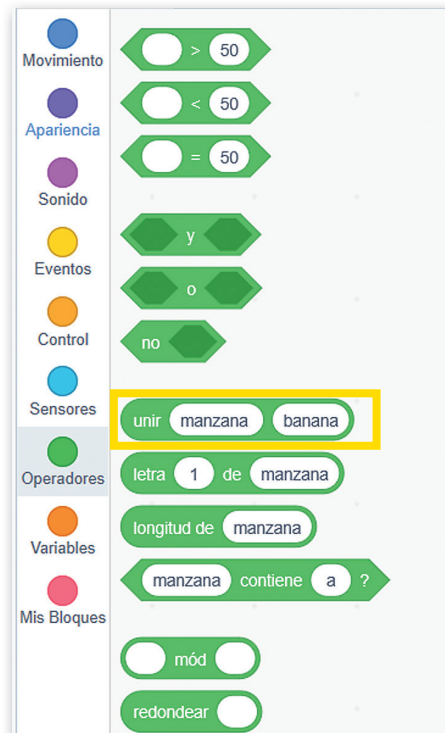 Movimiento
Apariencia
Sonido
Eventos
Control
Sensores
Operadores
Variables
Mis Bloques
> 50
< 50
= 50
y
o
no
unir manzana banana
letra 1 de manzana
longitud de manzana
manzana contiene a ?
mód
redondear